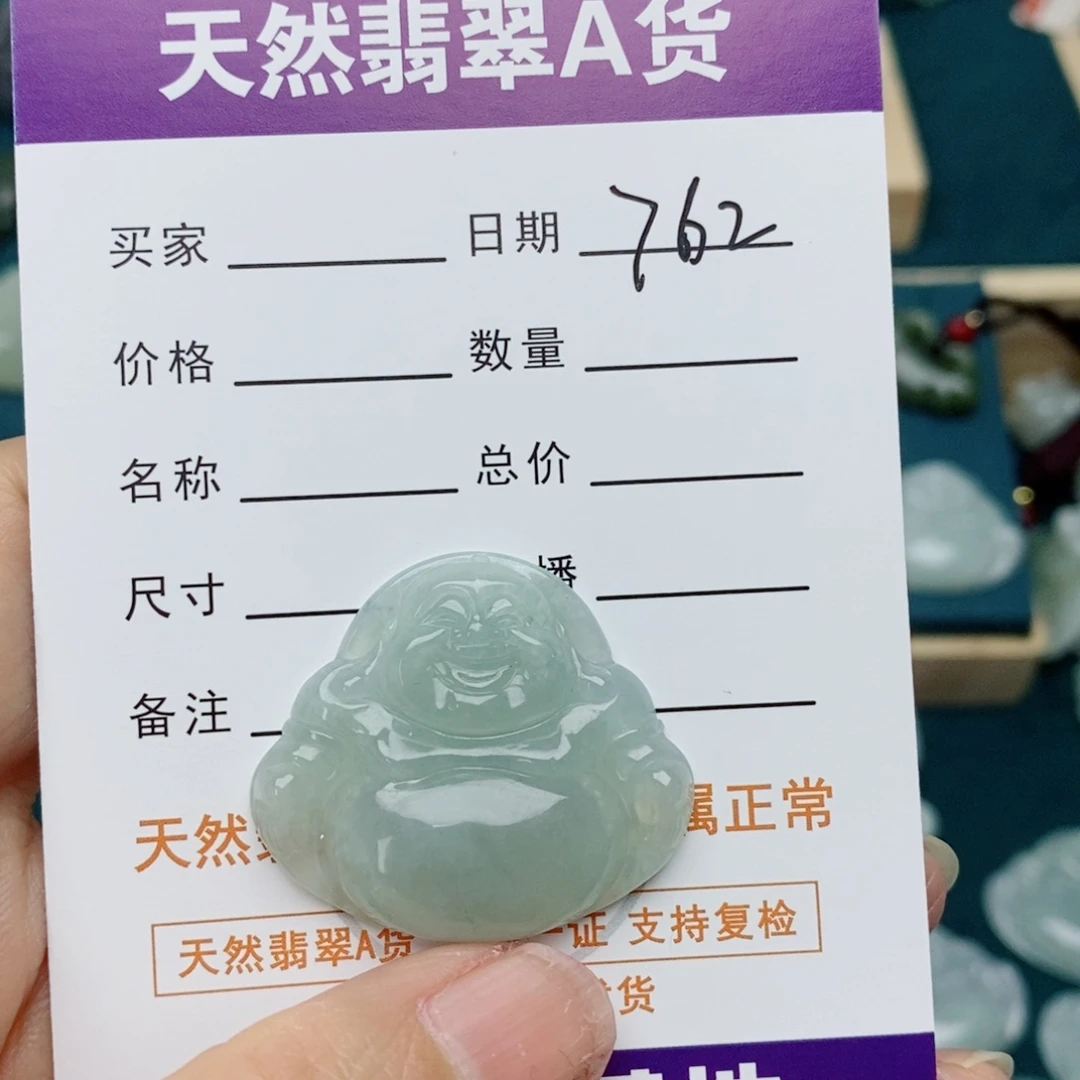 天然翡翠A货
买家 日期 762
价格 数量
名称 总价
尺寸 播
备注
天然 属正常
天然翡翠A货 证 支持复检
货